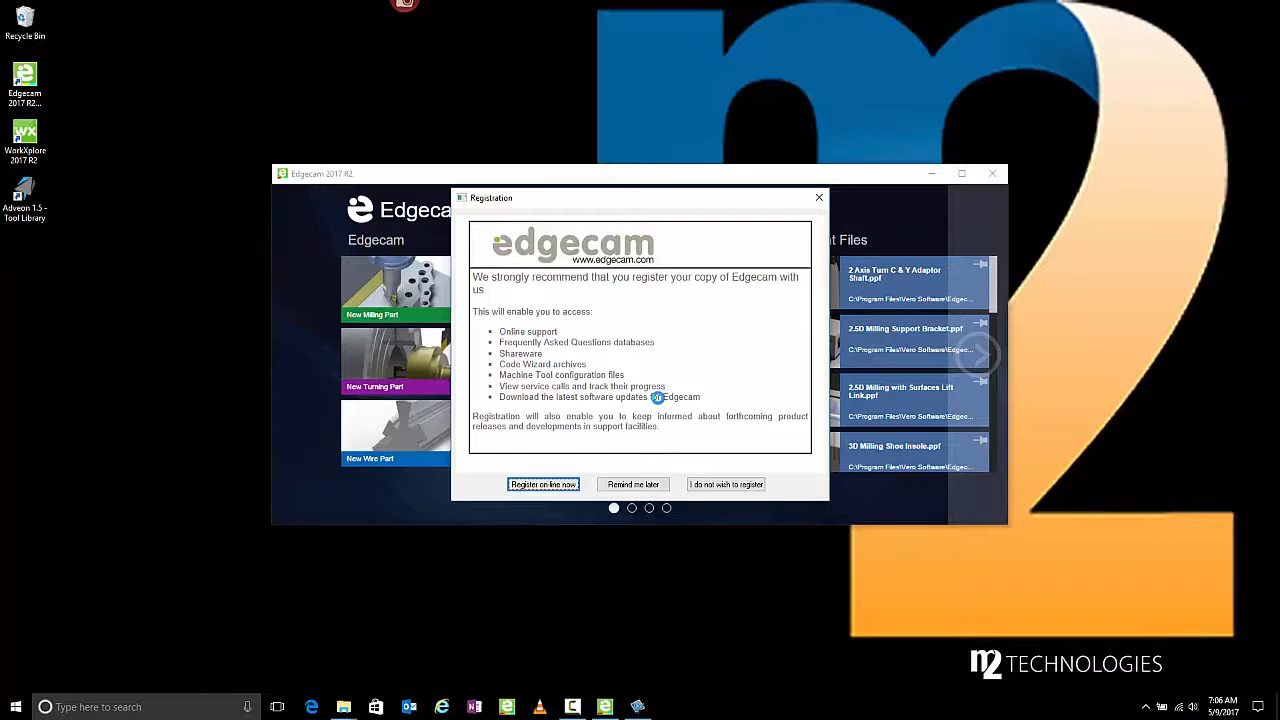 Recycle Bin
Edgecam
2017 R2...
wx
WorkXplore
2017 R2
Adveon 1.5 -
Tool Library
m2
Edgecam 2017 R2
Edgeca
Edgecam
New Milling Part
New Turning Part
New Wire Part
Registration
edgecam
www.edgecam.com
We strongly recommend that you register your copy of Edgecam with
us.
This will enable you to access:
• Online support
• Frequently Asked Questions databases
• Shareware
• Code Wizard archives
• Machine Tool configuration files
• View service calls and track their progress
• Download the latest software updates Edgecam
Registration will also enable you to keep informed about forthcoming product
releases and developments in support facilities.
Register on-line now
Remind me later
I do not wish to register
t Files
2 Axis Turn C & Y Adaptor
Shaft.ppf
C:\Program Files\Vero Software\Edgec...
2.5D Milling Support Bracket.ppf
C:\Program Files\Vero Software\Edgec...
2.5D Milling with Surfaces Lift
Link.ppf
C:\Program Files\Vero Software\Edgec...
3D Milling Shoe Insole.ppf
C:\Program Files\Vero Software\Edgec...
m2 TECHNOLOGIES
Type here to search
7:06 AM
5/9/2017